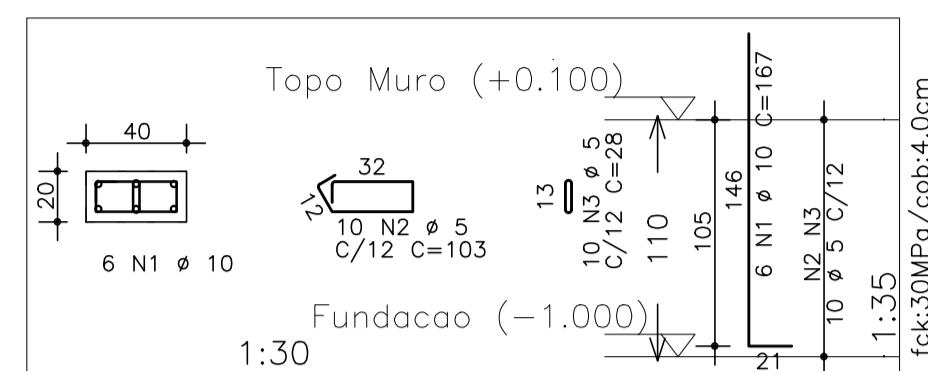 Topo Muro (+0.100)
40
20
6 N1 ø 10
32
12
10 N2 ø 5
C/12 C=103
13
10 N3 ø 5
C/12 C=28
110
105
146
6 N1 ø 10 C=167
21
N2 N3
10 ø 5 C/12
Fundacao (−1.000)
1:30
1:35
fck:30MPa/cob:4.0cm